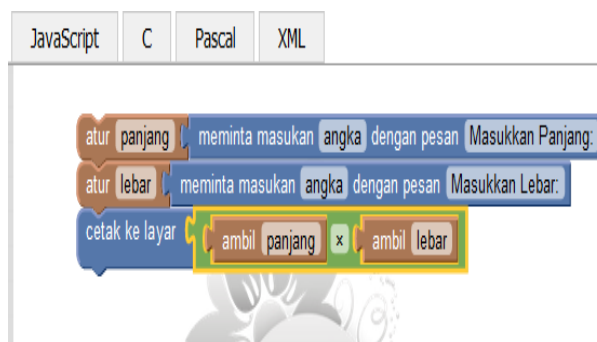 JavaScript C Pascal XML
atur panjang meminta masukan angka dengan pesan Masukkan Panjang:
atur lebar meminta masukan angka dengan pesan Masukkan Lebar:
cetak ke layar ambil panjang × ambil lebar